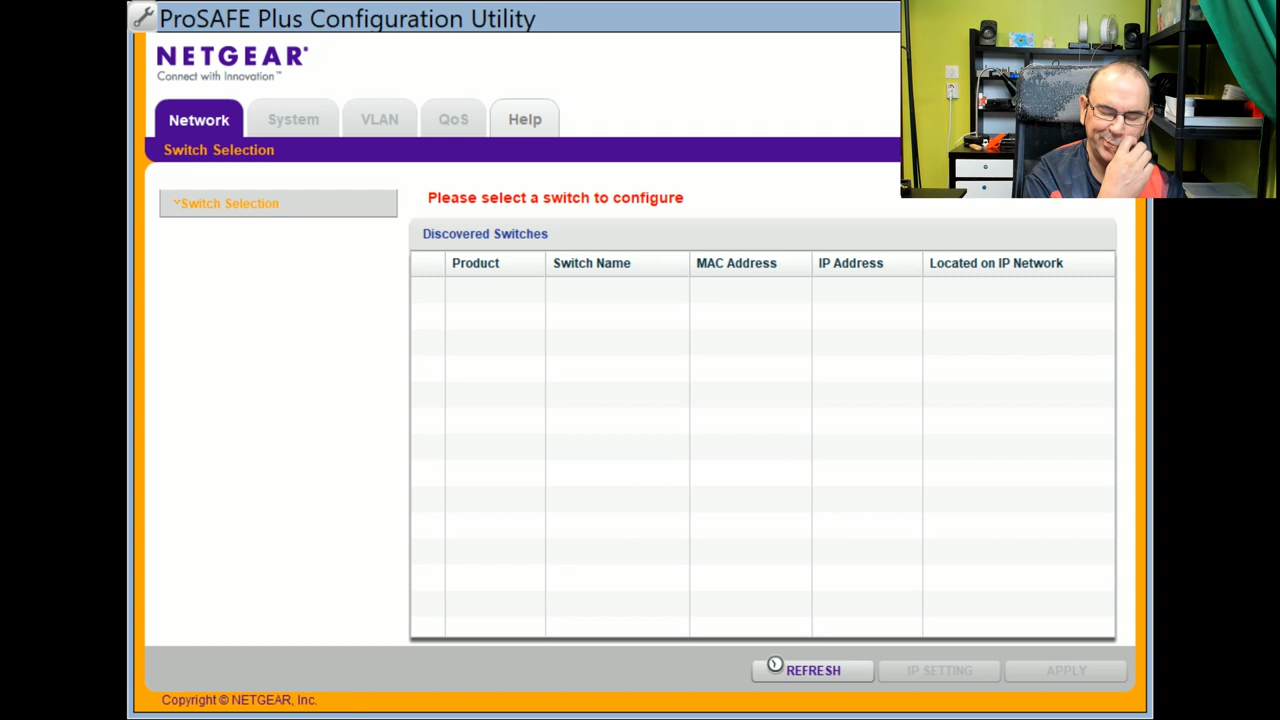 ProSAFE Plus Configuration Utility
NETGEAR®
Connect with Innovation™
Network
System
VLAN
QoS
Help
Switch Selection
Switch Selection
Please select a switch to configure
Discovered Switches
Product
Switch Name
MAC Address
IP Address
Located on IP Network
REFRESH
IP SETTING
APPLY
Copyright © NETGEAR, Inc.